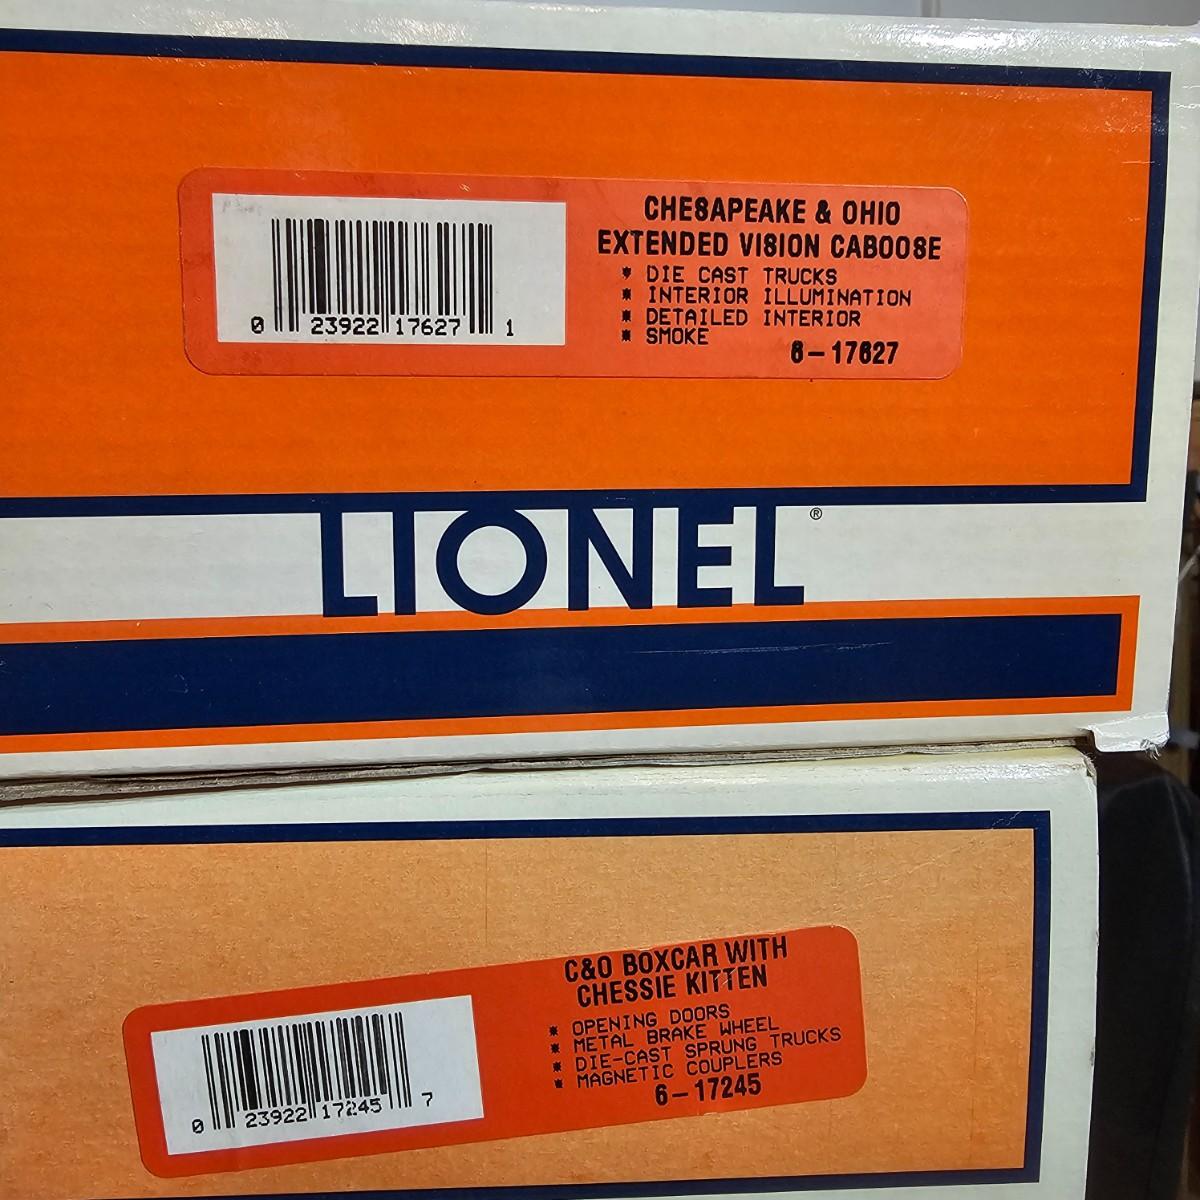 CHESAPEAKE & OHIO
EXTENDED VISION CABOOSE
* DIE CAST TRUCKS
* INTERIOR ILLUMINATION
* DETAILED INTERIOR
* SMOKE
6-17627
0 23922 17627 1
LIONEL®
C&O BOXCAR WITH
CHESSIE KITTEN
* OPENING DOORS
* METAL BRAKE WHEEL
* DIE-CAST SPRUNG TRUCKS
* MAGNETIC COUPLERS
6-17245
0 23922 17245 7